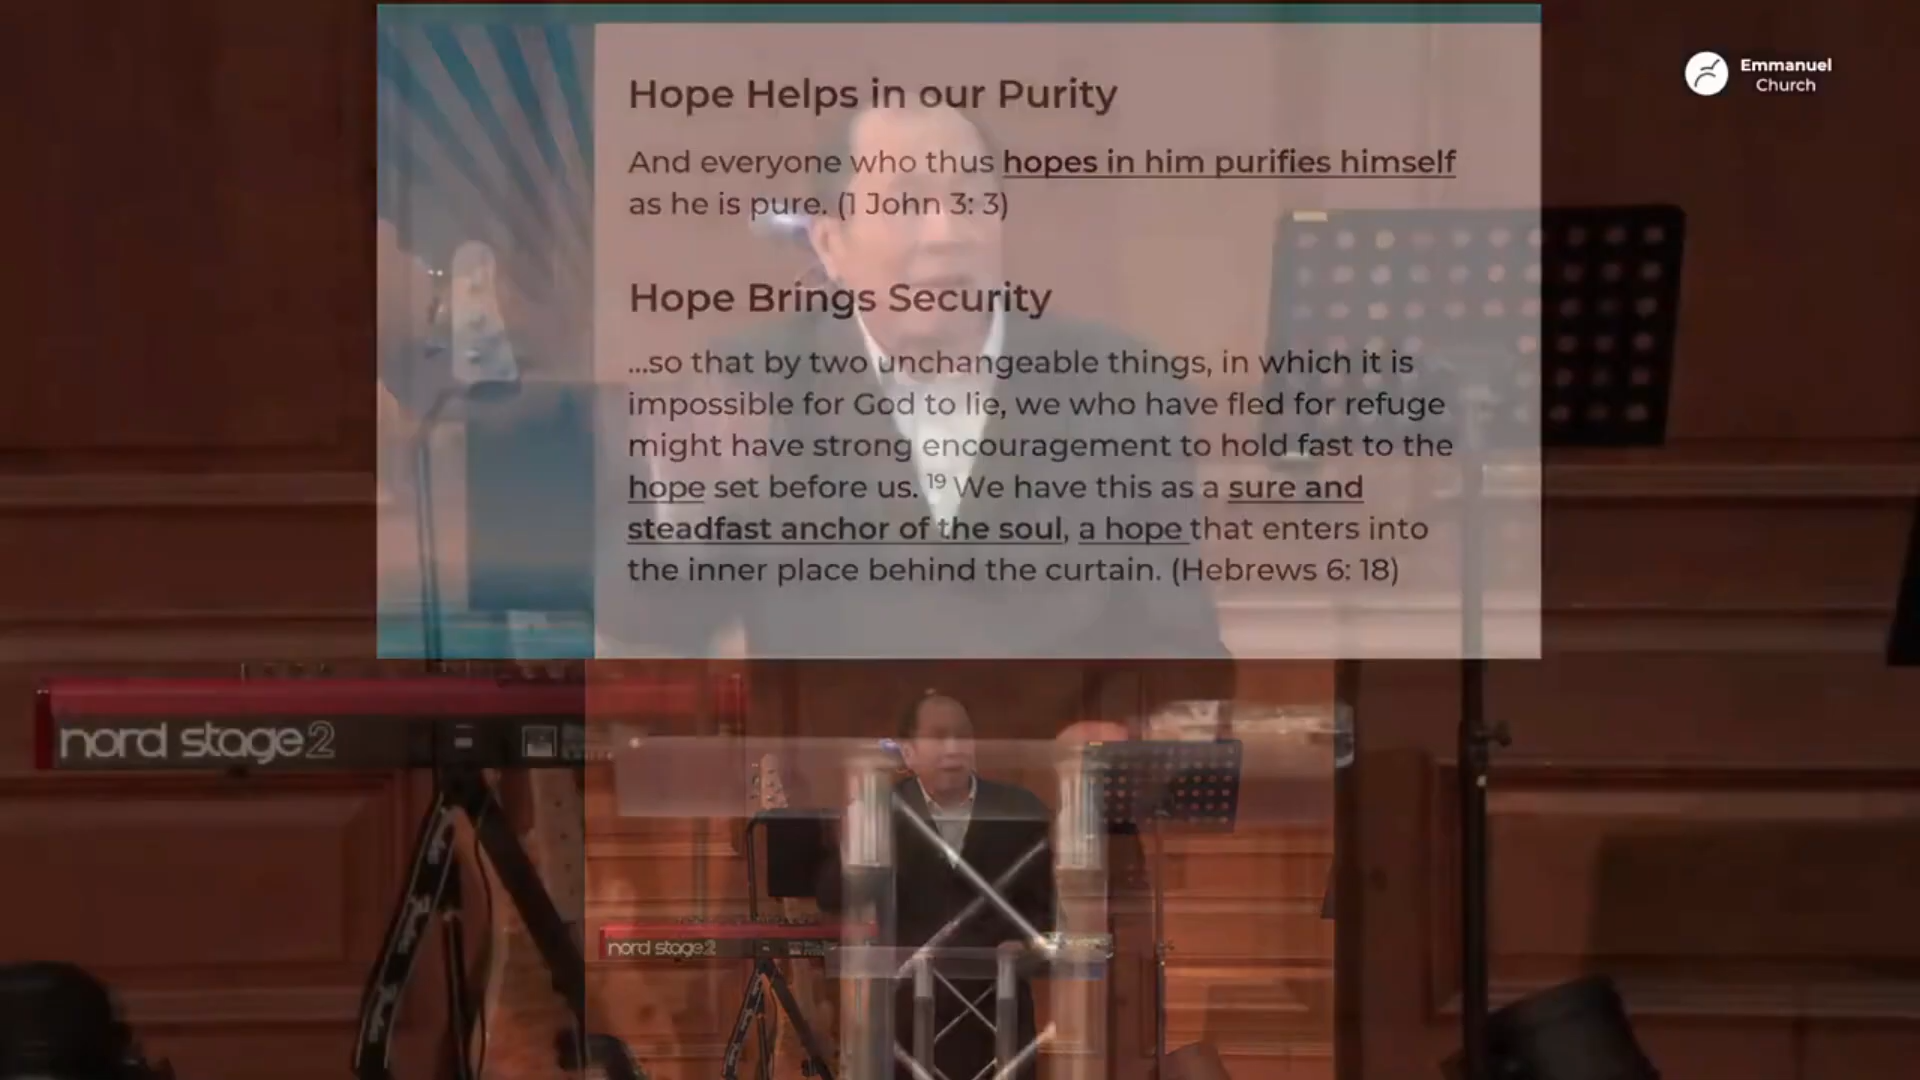 Emmanuel
Church
Hope Helps in our Purity
And everyone who thus hopes in him purifies himself
as he is pure. (1 John 3: 3)
Hope Brings Security
...so that by two unchangeable things, in which it is
impossible for God to lie, we who have fled for refuge
might have strong encouragement to hold fast to the
hope set before us. ¹⁹ We have this as a sure and
steadfast anchor of the soul, a hope that enters into
the inner place behind the curtain. (Hebrews 6: 18)
nord stage2
nord stage2